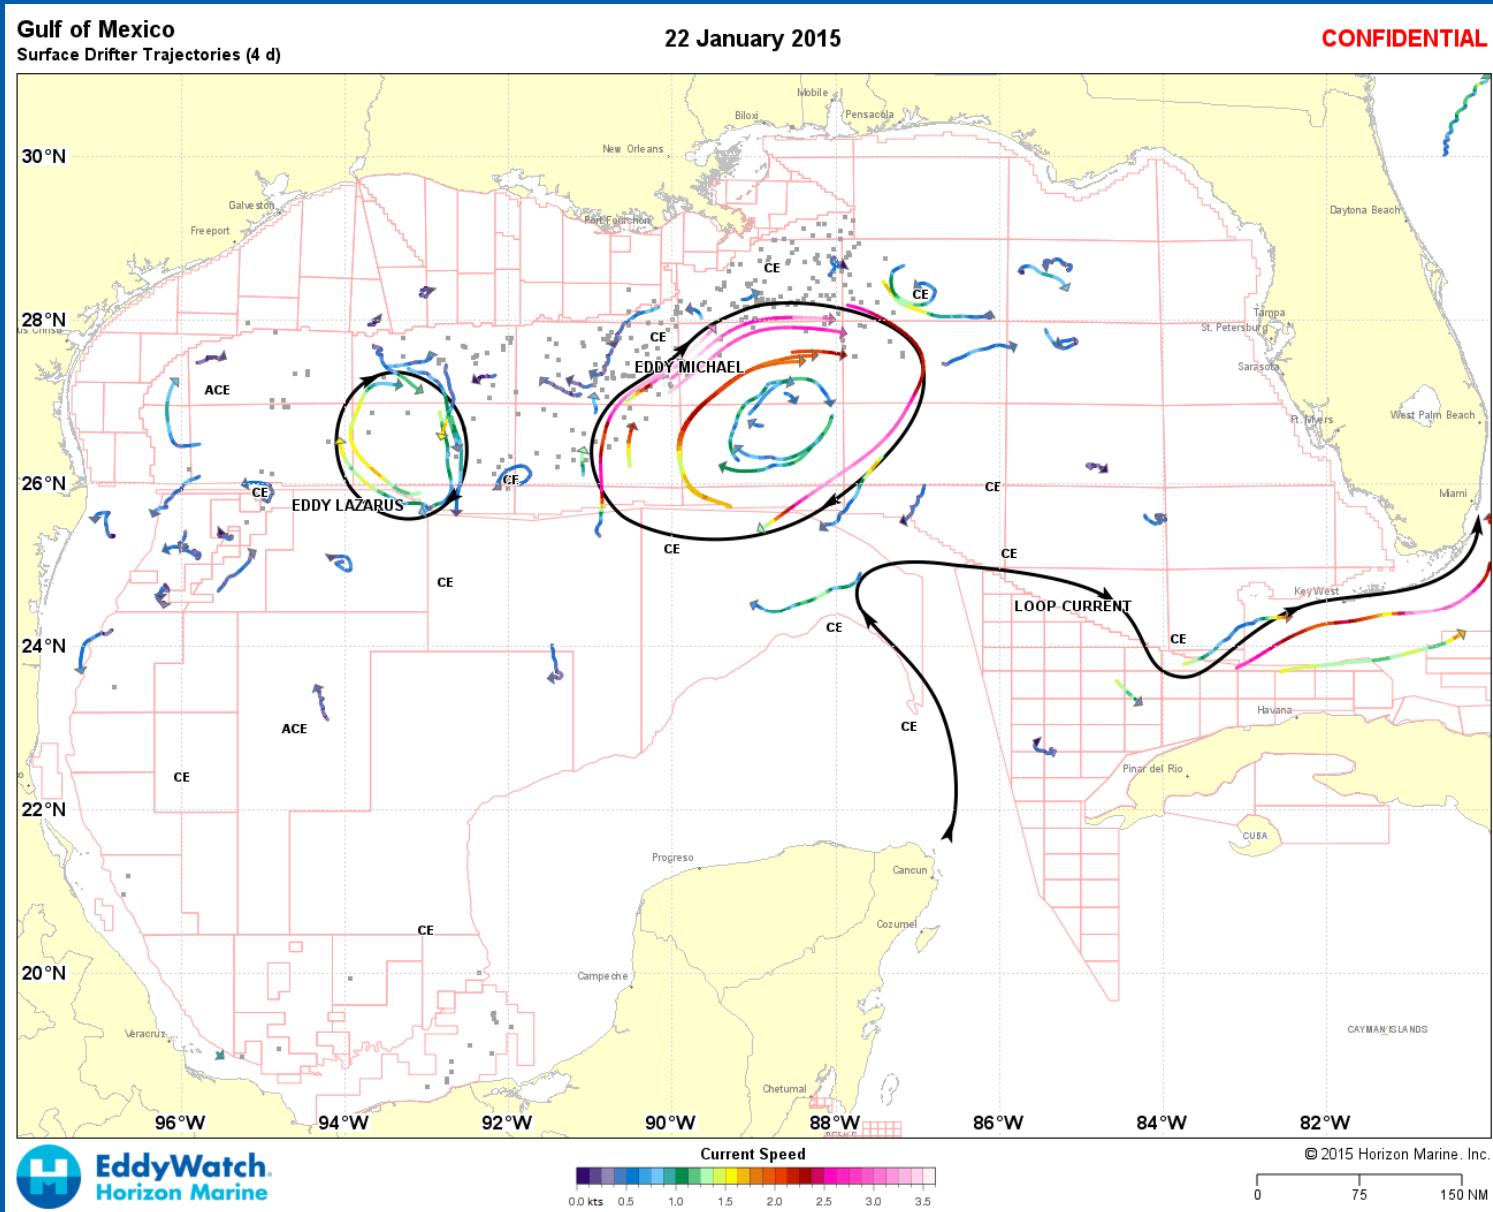 Gulf of Mexico
Surface Drifter Trajectories (4 d)
22 January 2015
CONFIDENTIAL
Mobile
Pensacola
Biloxi
New Orleans
30°N
Galveston
Port Fourchon
Freeport
Daytona Beach
CE
CE
28°N
us Christi
CE
Tampa
St. Petersburg
EDDY MICHAEL
Sarasota
ACE
Ft. Myers
West Palm Beach
26°N
CE
CE
CE
Miami
EDDY LAZARUS
CE
CE
CE
Key West
LOOP CURRENT
CE
CE
24°N
Havana
ACE
CE
CE
Pinar del Rio
22°N
CUBA
Progreso
Cancun
CE
Cozumel
20°N
Campeche
Veracruz
CAYMAN ISLANDS
Chetumal
BELIZE
96°W
94°W
92°W
90°W
88°W
86°W
84°W
82°W
EddyWatch
Horizon Marine
Current Speed
0.0 kts
0.5
1.0
1.5
2.0
2.5
3.0
3.5
© 2015 Horizon Marine. Inc.
0
75
150 NM